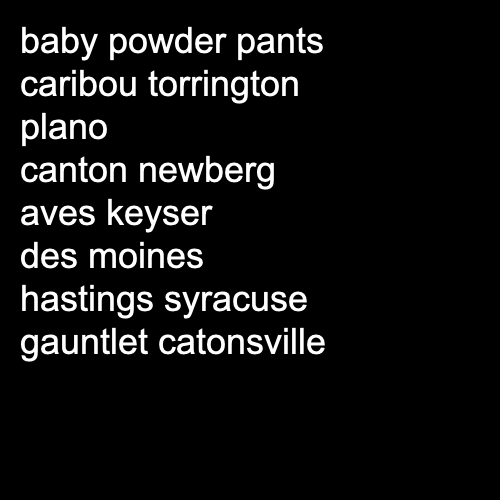 baby powder pants
caribou torrington
plano
canton newberg
aves keyser
des moines
hastings syracuse
gauntlet catonsville